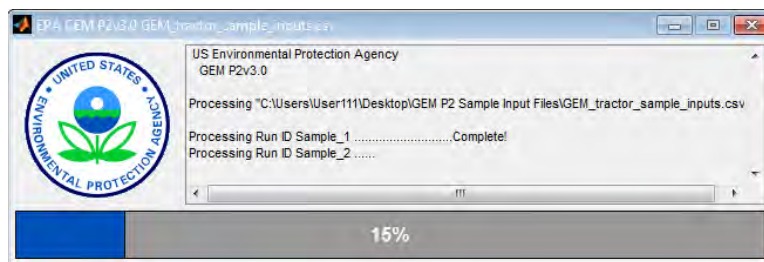 EPA GEM P2v3.0 GEM_tractor_sample_inputs.csv
US Environmental Protection Agency
GEM P2v3.0
Processing "C:\Users\User111\Desktop\GEM P2 Sample Input Files\GEM_tractor_sample_inputs.csv
Processing Run ID Sample_1 ............................Complete!
Processing Run ID Sample_2 ......
UNITED STATES
ENVIRONMENTAL PROTECTION AGENCY
15%